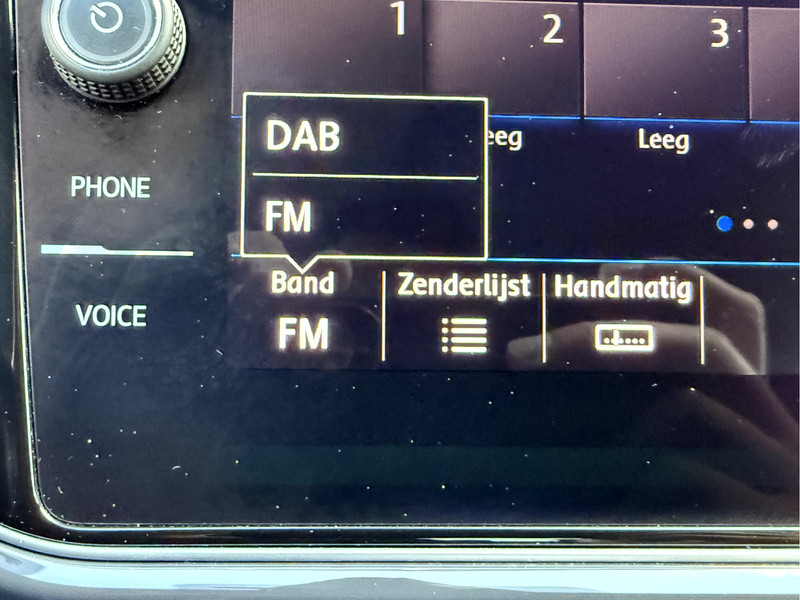 1
2
3
DAB
eeg
Leeg
PHONE
FM
Band
Zenderlijst
Handmatig
VOICE
FM